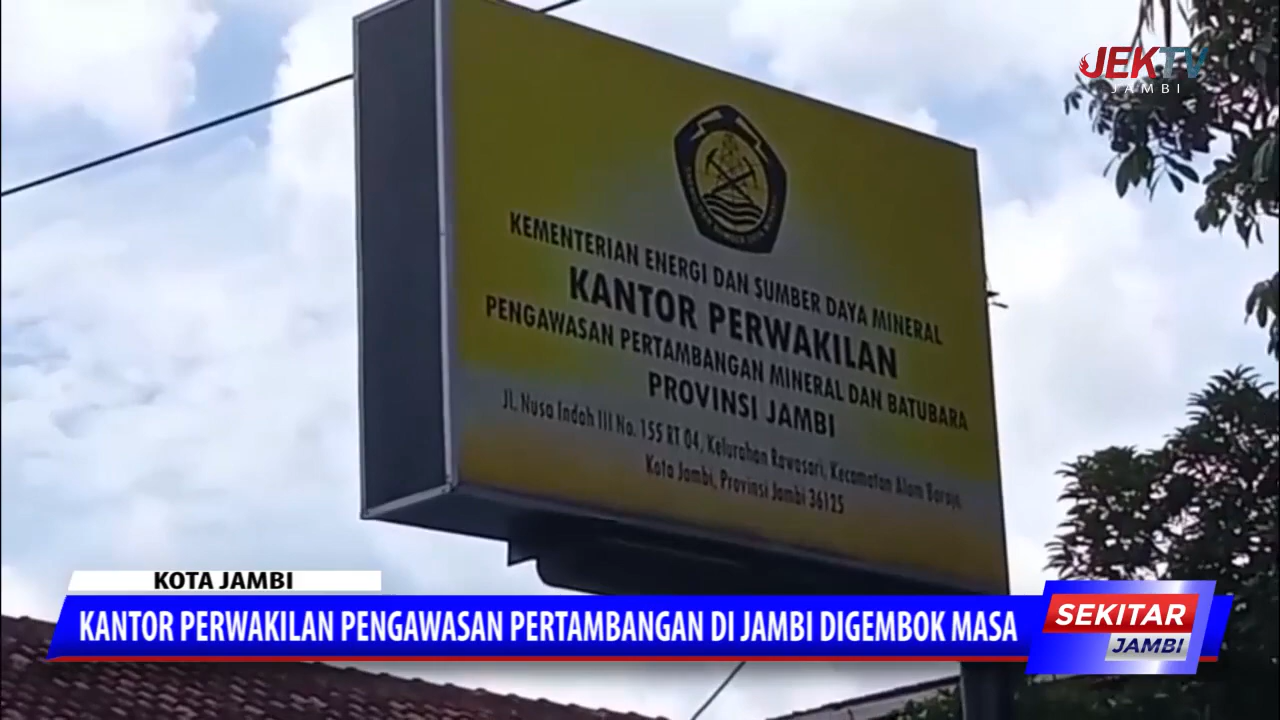 JEKTV
JAMBI
KEMENTERIAN ENERGI DAN SUMBER DAYA MINERAL
KANTOR PERWAKILAN
PENGAWASAN PERTAMBANGAN MINERAL DAN BATUBARA
PROVINSI JAMBI
Jl. Nusa Indah III No. 155 RT 04, Kelurahan Rawasari, Kecamatan Alam Barajo,
Kota Jambi, Provinsi Jambi 36125
KOTA JAMBI
KANTOR PERWAKILAN PENGAWASAN PERTAMBANGAN DI JAMBI DIGEMBOK MASA
SEKITAR
JAMBI